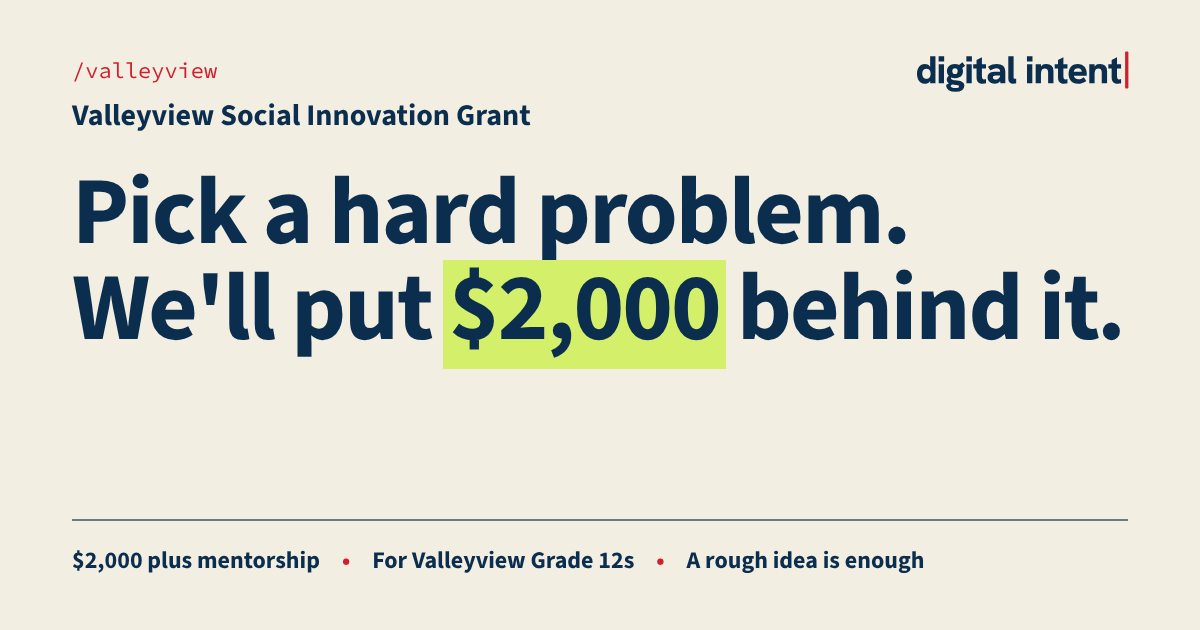 /valleyview
digital intent
Valleyview Social Innovation Grant
Pick a hard problem.
We'll put $2,000 behind it.
$2,000 plus mentorship • For Valleyview Grade 12s • A rough idea is enough